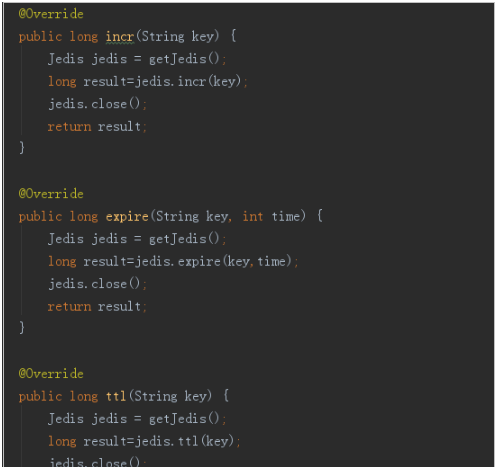 @Override
public long incr(String key) {
Jedis jedis = getJedis();
long result=jedis.incr(key);
jedis.close();
return result;
}
@Override
public long expire(String key, int time) {
Jedis jedis = getJedis();
long result=jedis.expire(key,time);
jedis.close();
return result;
}
@Override
public long ttl(String key) {
Jedis jedis = getJedis();
long result=jedis.ttl(key);
jedis.close();